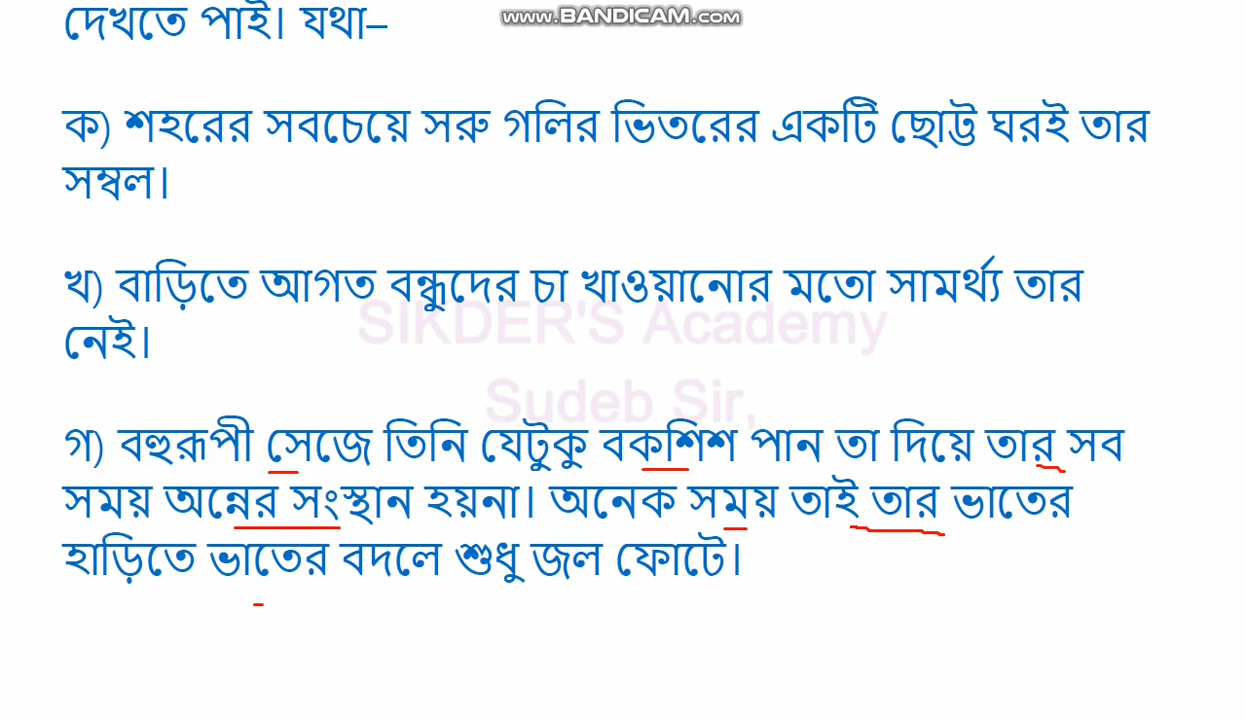 WWW.BANDICAM.COM
দেখতে পাই। যথা–
ক) শহরের সবচেয়ে সরু গলির ভিতরের একটি ছোট্ট ঘরই তার
সম্বল।
খ) বাড়িতে আগত বন্ধুদের চা খাওয়ানোর মতো সামর্থ্য তার
নেই।
SIKDER'S Academy
Sudeb Sir,
গ) বহুরূপী সেজে তিনি যেটুকু বকশিশ পান তা দিয়ে তার সব
সময় অন্নের সংস্থান হয়না। অনেক সময় তাই তার ভাতের
হাড়িতে ভাতের বদলে শুধু জল ফোটে।